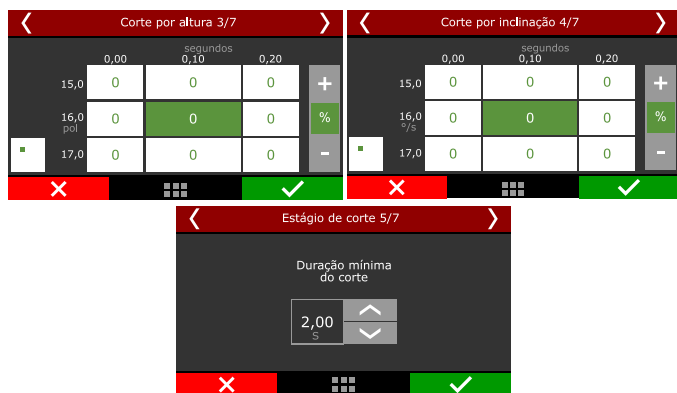 Corte por altura 3/7
segundos
0,00 0,10 0,20
15,0 0 0 0 +
16,0 0 0 0 %
pol
17,0 0 0 0 -
Corte por inclinação 4/7
segundos
0,00 0,10 0,20
15,0 0 0 0 +
16,0 0 0 0 %
°/s
17,0 0 0 0 -
Estágio de corte 5/7
Duração mínima
do corte
2,00
S